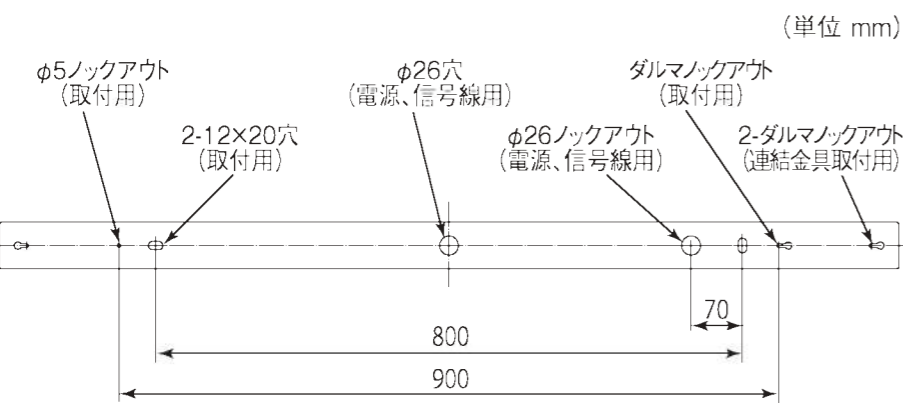 (単位 mm)
φ5ノックアウト
(取付用)
2-12×20穴
(取付用)
φ26穴
(電源、信号線用)
φ26ノックアウト
(電源、信号線用)
ダルマノックアウト
(取付用)
2-ダルマノックアウト
(連結金具取付用)
70
800
900